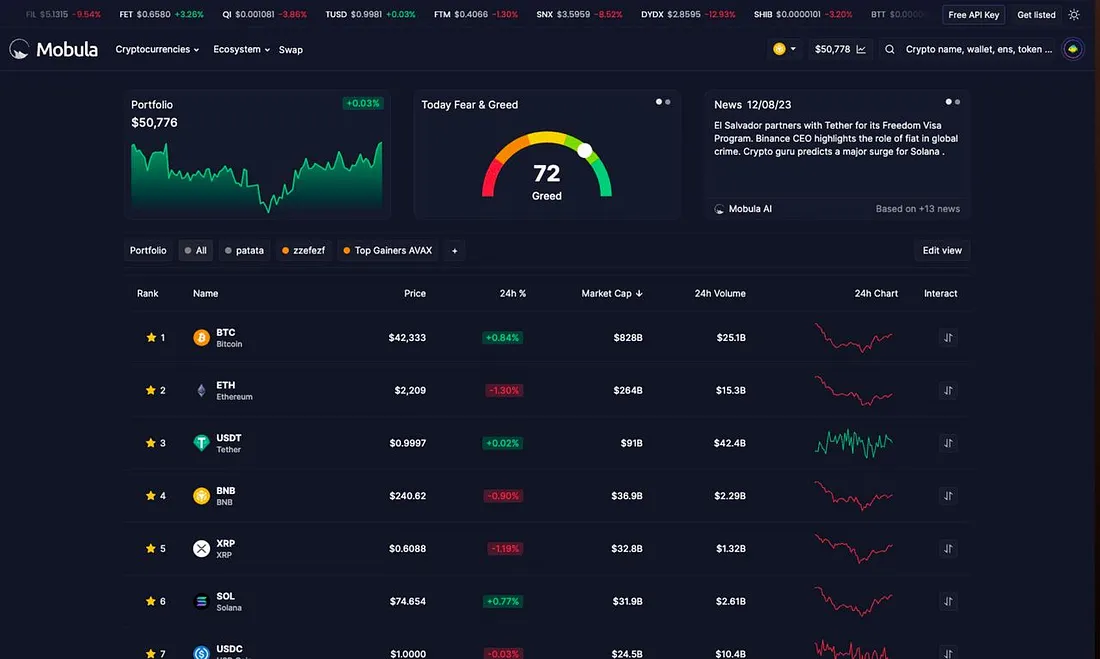 FIL $5.1315 -9.54% FET $0.6580 +3.26% QI $0.001081 -3.86% TUSD $0.9981 +0.03% FTM $0.4066 -1.30% SNX $3.5959 -8.52% DYDX $2.8595 -12.93% SHIB $0.0000101 -3.20% BTT Free API Key Get listed
Mobula Cryptocurrencies Ecosystem Swap $50,778 Crypto name, wallet, ens, token ...
Portfolio +0.03%
$50,776
Today Fear & Greed
72
Greed
News 12/08/23
El Salvador partners with Tether for its Freedom Visa
Program. Binance CEO highlights the role of fiat in global
crime. Crypto guru predicts a major surge for Solana .
Mobula AI Based on +13 news
Portfolio All patata zzefezf Top Gainers AVAX + Edit view
Rank Name Price 24h % Market Cap ↓ 24h Volume 24h Chart Interact
1 BTC $42,333 +0.84% $828B $25.1B
Bitcoin
2 ETH $2,209 -1.30% $264B $15.3B
Ethereum
3 USDT $0.9997 +0.02% $91B $42.4B
Tether
4 BNB $240.62 -0.90% $36.9B $2.29B
BNB
5 XRP $0.6088 -1.19% $32.8B $1.32B
XRP
6 SOL $74.654 +0.77% $31.9B $2.61B
Solana
7 USDC $1.0000 -0.03% $24.5B $10.4B